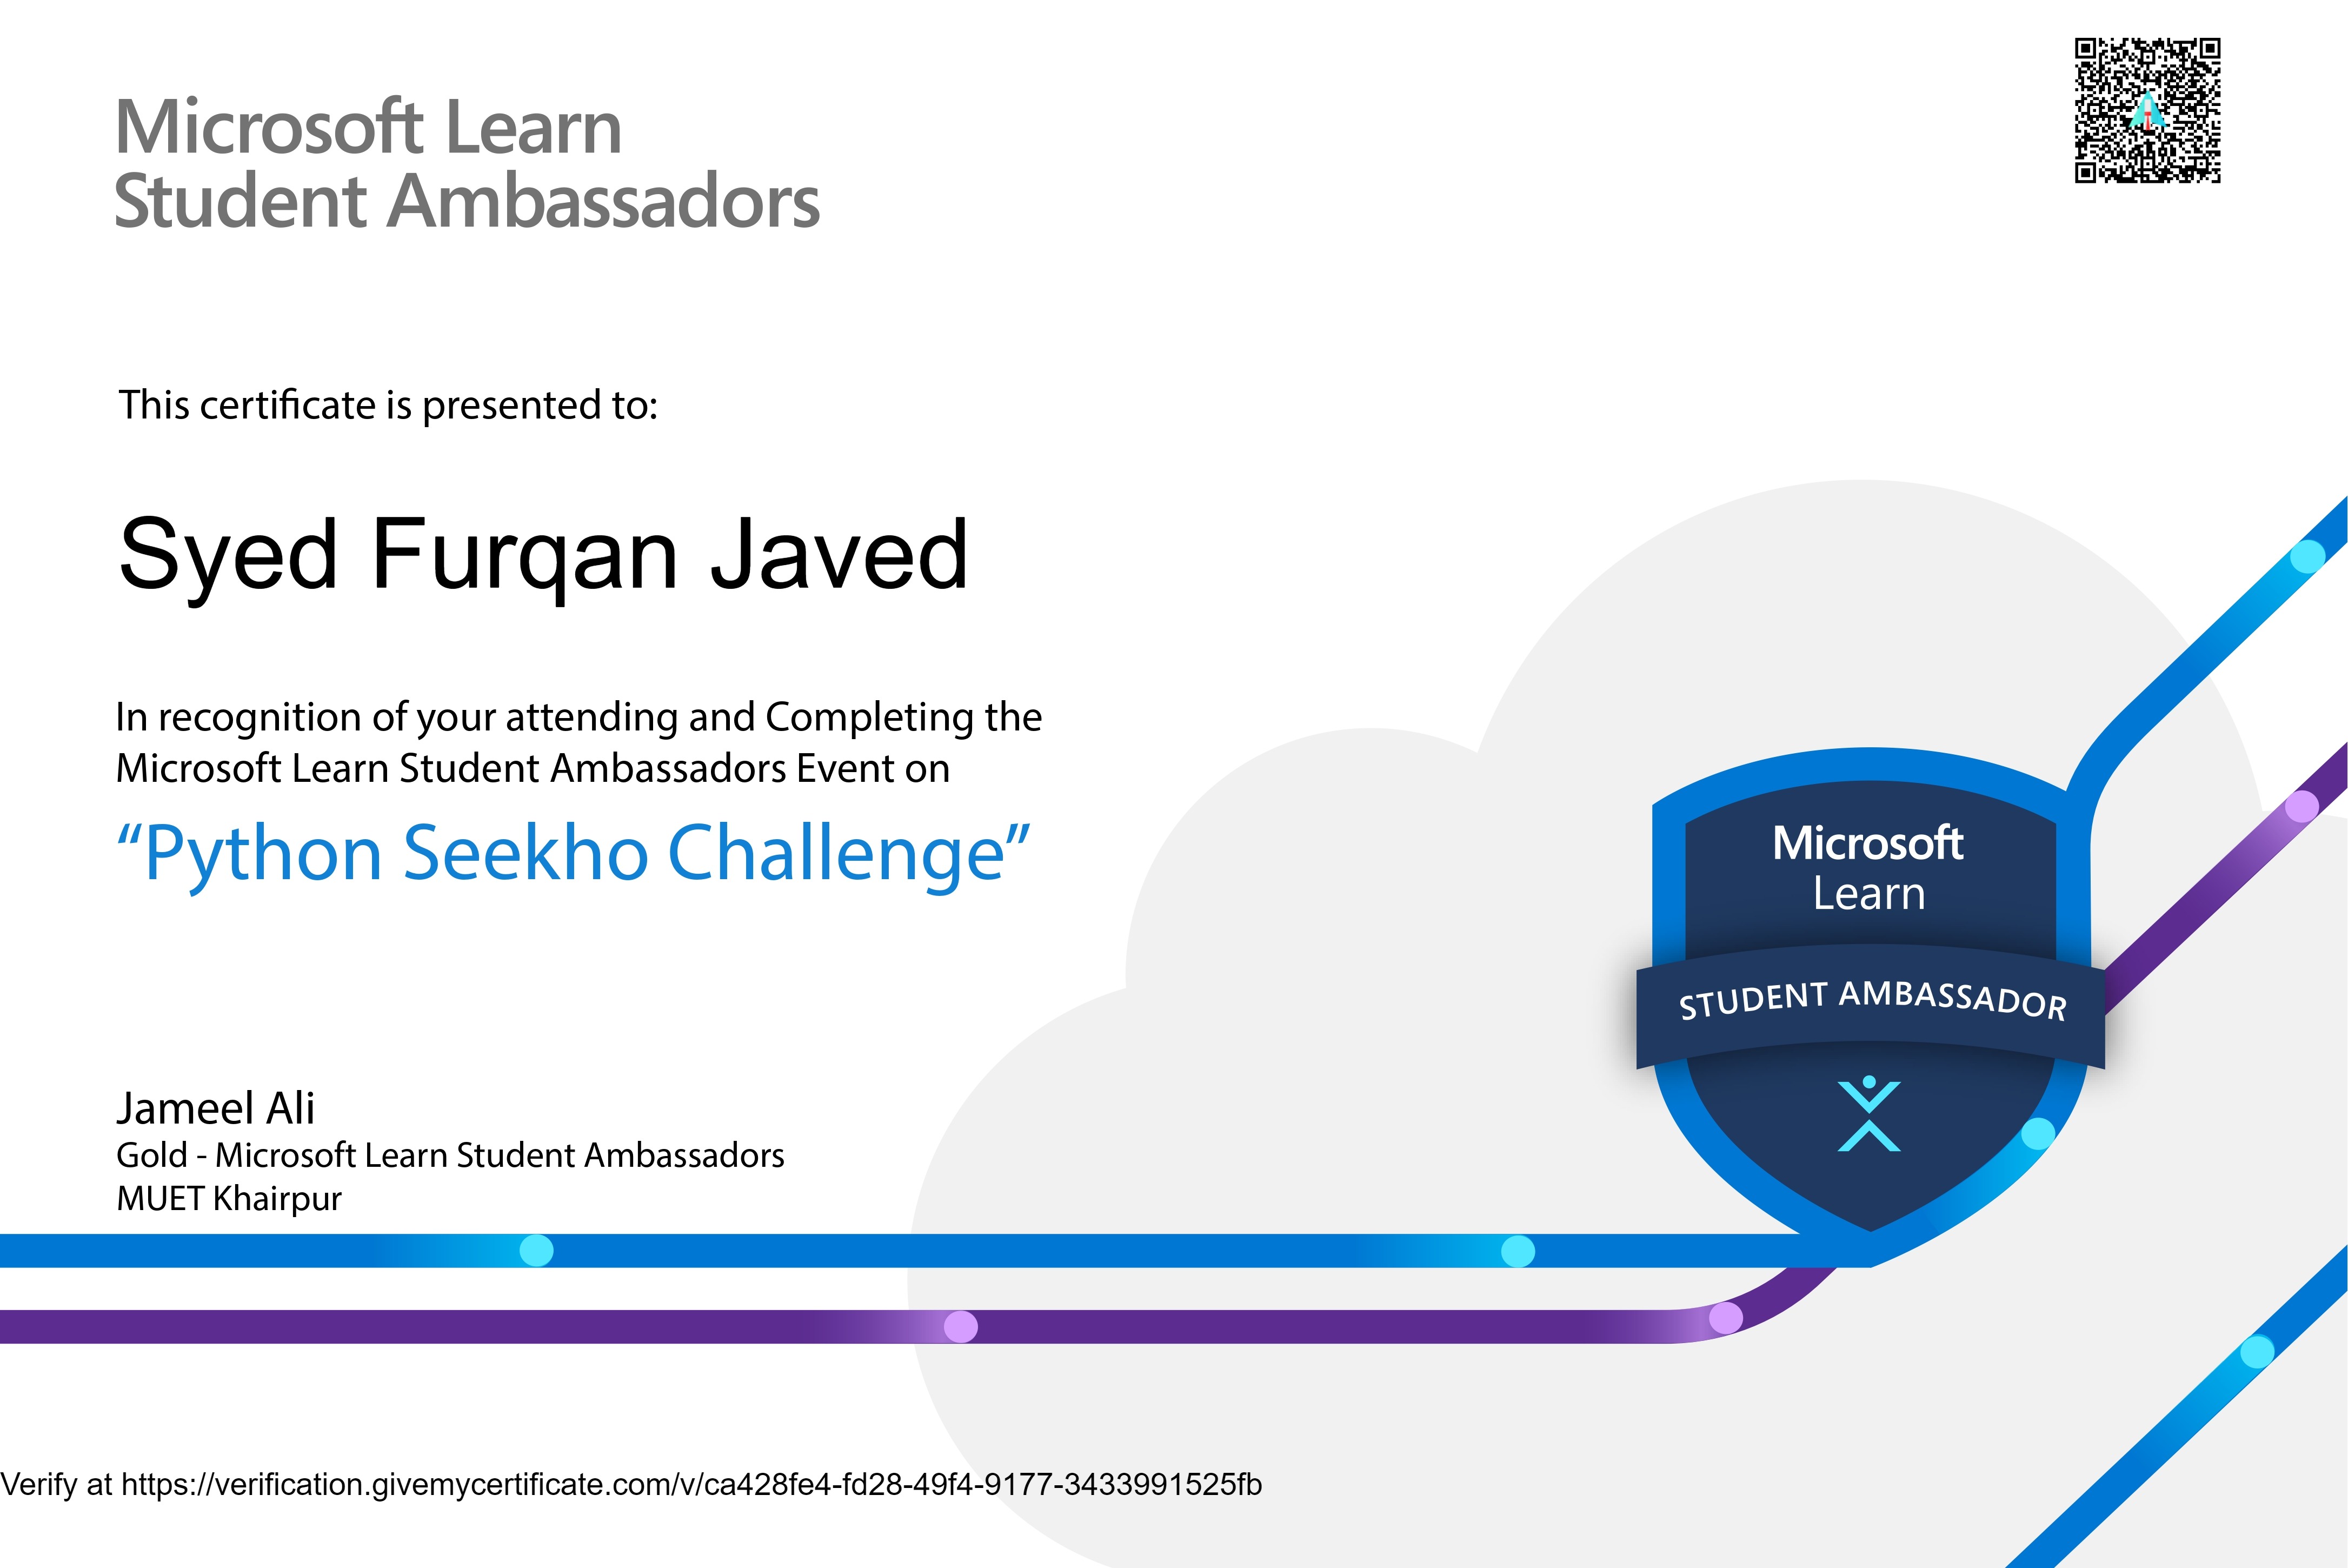 Microsoft Learn
Student Ambassadors
This certificate is presented to:
Syed Furqan Javed
In recognition of your attending and Completing the
Microsoft Learn Student Ambassadors Event on
“Python Seekho Challenge”
Microsoft
Learn
STUDENT AMBASSADOR
Jameel Ali
Gold - Microsoft Learn Student Ambassadors
MUET Khairpur
Verify at https://verification.givemycertificate.com/v/ca428fe4-fd28-49f4-9177-3433991525fb